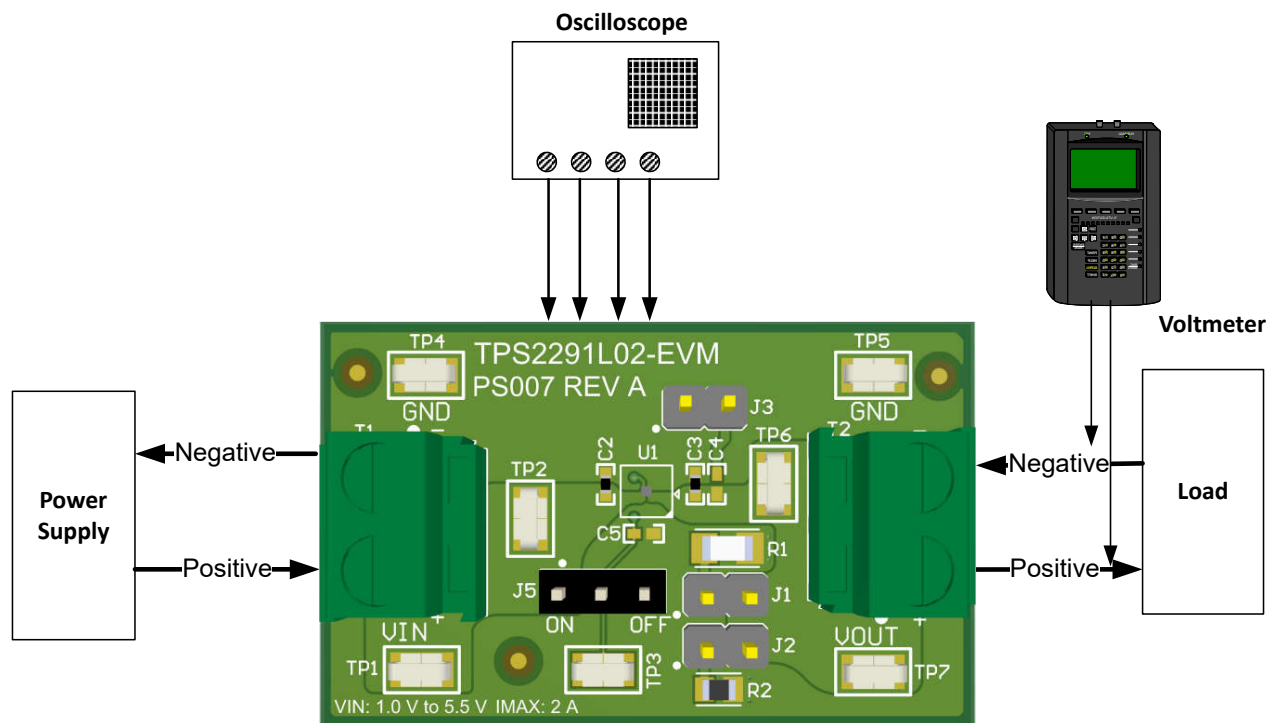 Oscilloscope
Voltmeter
TP4
TPS2291L02-EVM
PS007 REV A
TP5
GND
GND
J3
T1
T2
Negative
Negative
Power
Supply
Load
Positive
Positive
TP2
C2
U1
C3
C4
TP6
C5
R1
J5
J1
ON
OFF
J2
VIN
VOUT
TP1
TP3
TP7
R2
VIN: 1.0 V to 5.5 V IMAX: 2 A